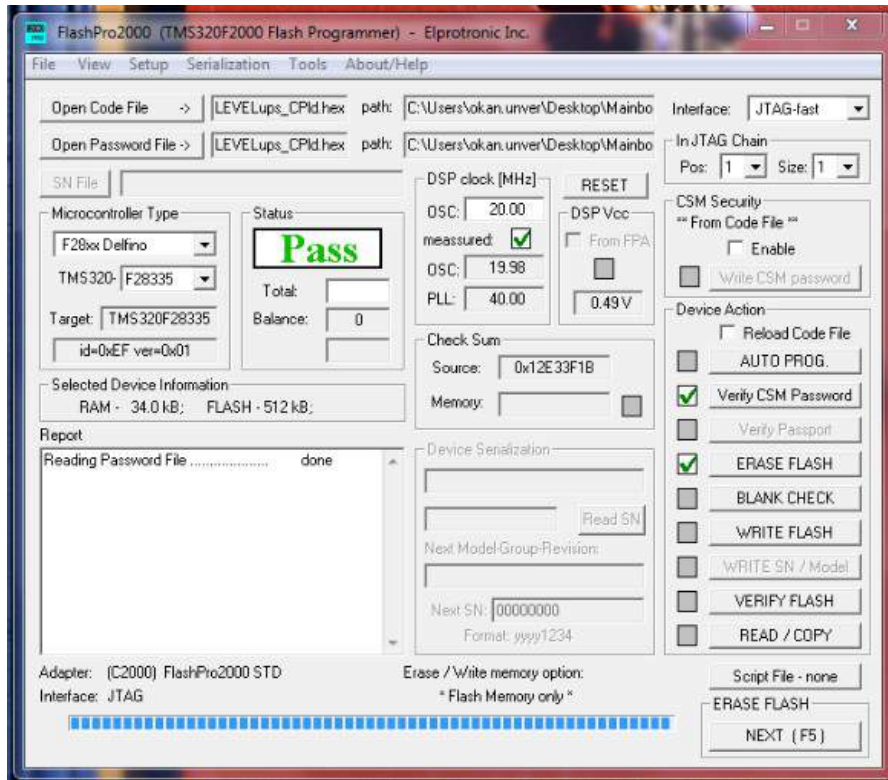 FlashPro2000 (TMS320F2000 Flash Programmer) - Elprotronic Inc.
File View Setup Serialization Tools About/Help
Open Code File -> LEVELups_CPld.hex path: C:\Users\okan.unver\Desktop\Mainbo
Open Password File -> LEVELups_CPld.hex path: C:\Users\okan.unver\Desktop\Mainbo
SN File
Microcontroller Type
F28xx Delfino
TMS320- F28335
Target: TMS320F28335
id=0xEF ver=0x01
Status
Pass
Total:
Balance: 0
Selected Device Information
RAM - 34.0 kB; FLASH - 512 kB;
Report
Reading Password File ...................... done
DSP clock [MHz]
OSC: 20.00
meassured:
OSC: 19.98
PLL: 40.00
RESET
DSP Vcc
From FPA
0.49 V
Check Sum
Source: 0x12E33F1B
Memory:
Device Serialization
Read SN
Next Model-Group-Revision:
Next SN: 00000000
Format: yyyy1234
Interface: JTAG-fast
In JTAG Chain
Pos: 1 Size: 1
CSM Security
** From Code File **
Enable
Write CSM password
Device Action
Reload Code File
AUTO PROG.
Verify CSM Password
Verify Passport
ERASE FLASH
BLANK CHECK
WRITE FLASH
WRITE SN / Model
VERIFY FLASH
READ / COPY
Adapter: (C2000) FlashPro2000 STD
Interface: JTAG
Erase / Write memory option:
* Flash Memory only *
Script File - none
ERASE FLASH
NEXT (F5)